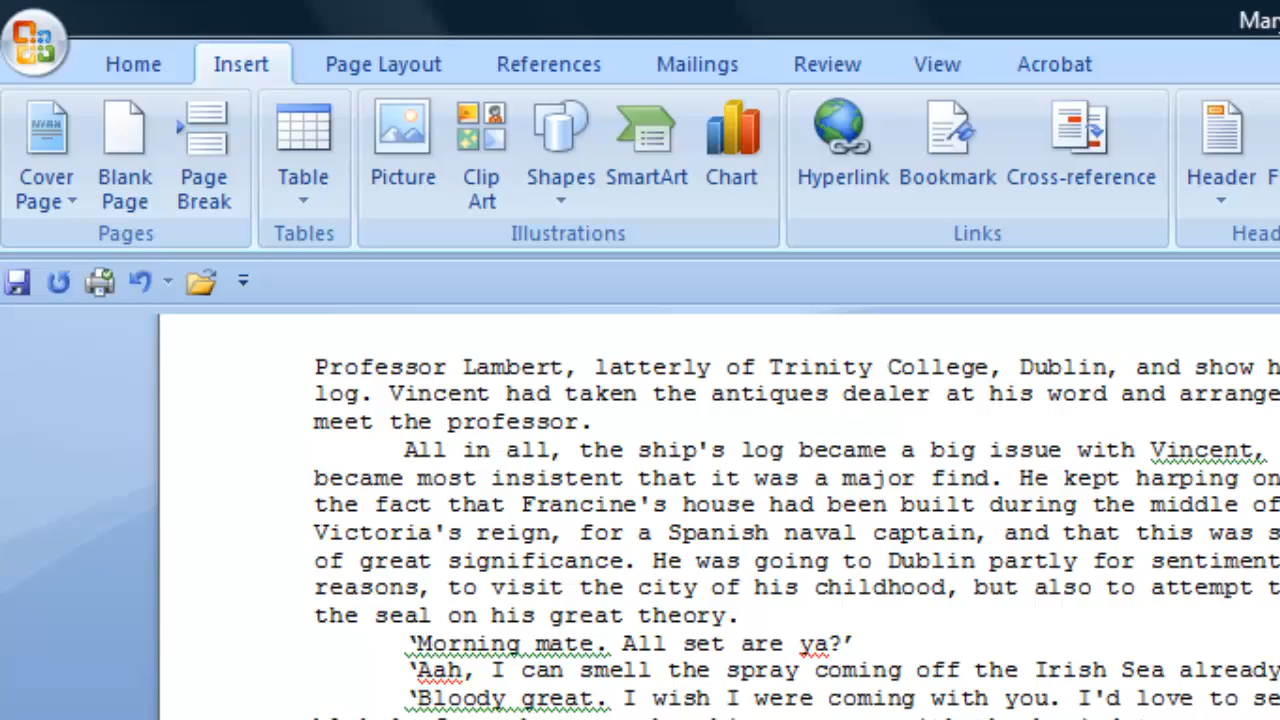 Mar
Home Insert Page Layout References Mailings Review View Acrobat
Cover Page Blank Page Page Break Table Picture Clip Art Shapes SmartArt Chart Hyperlink Bookmark Cross-reference Header
Pages Tables Illustrations Links Head
Professor Lambert, latterly of Trinity College, Dublin, and show h
log. Vincent had taken the antiques dealer at his word and arrange
meet the professor.
All in all, the ship's log became a big issue with Vincent,
became most insistent that it was a major find. He kept harping on
the fact that Francine's house had been built during the middle of
Victoria's reign, for a Spanish naval captain, and that this was s
of great significance. He was going to Dublin partly for sentiment
reasons, to visit the city of his childhood, but also to attempt t
the seal on his great theory.
‘Morning mate. All set are ya?’
‘Aah, I can smell the spray coming off the Irish Sea already
‘Bloody great. I wish I were coming with you. I'd love to se